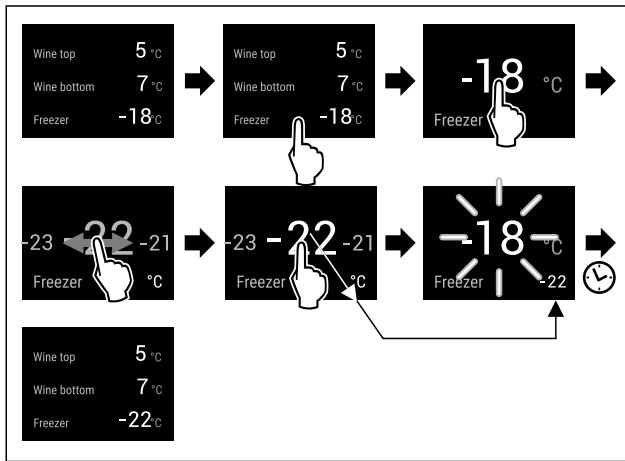 Wine top 5 °C
Wine bottom 7 °C
Freezer -18°C
Wine top 5 °C
Wine bottom 7 °C
Freezer -18°C
-18 °C
Freezer
-23 -22 -21
Freezer °C
-23 -22 -21
Freezer °C
-18 °C
Freezer -22
Wine top 5 °C
Wine bottom 7 °C
Freezer -22°C